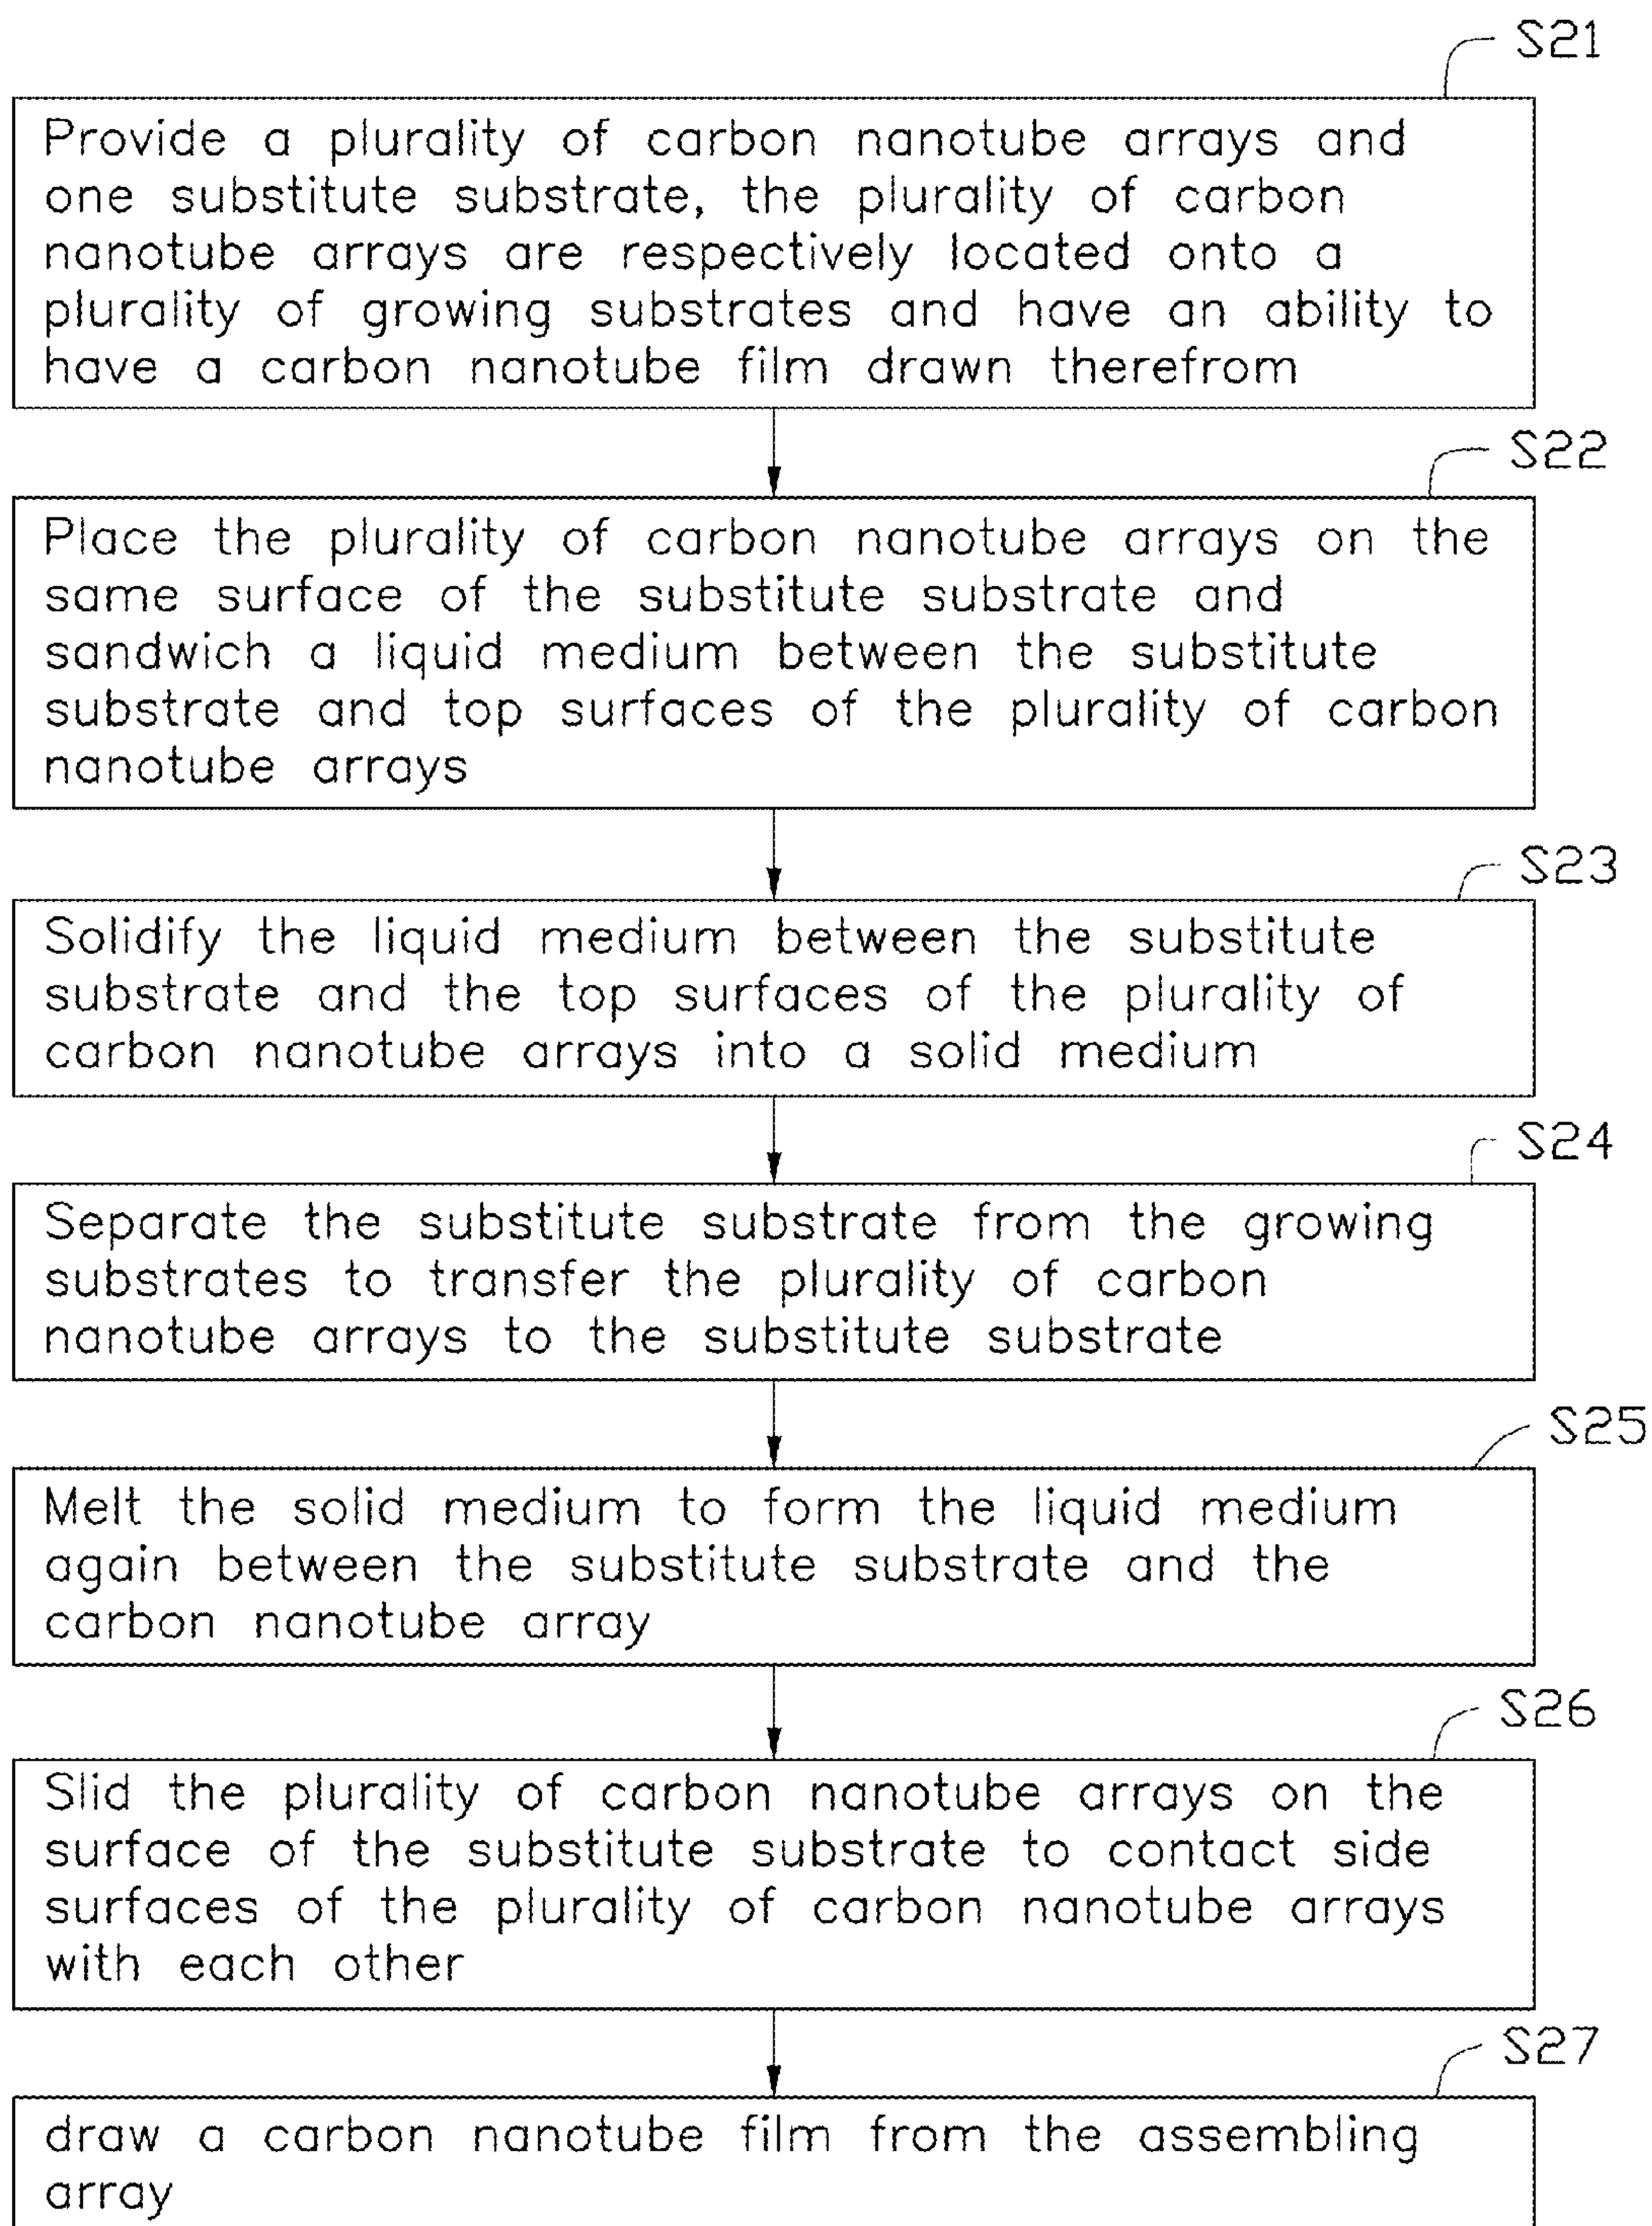 S21
Provide a plurality of carbon nanotube arrays and
one substitute substrate, the plurality of carbon
nanotube arrays are respectively located onto a
plurality of growing substrates and have an ability to
have a carbon nanotube film drawn therefrom
S22
Place the plurality of carbon nanotube arrays on the
same surface of the substitute substrate and
sandwich a liquid medium between the substitute
substrate and top surfaces of the plurality of carbon
nanotube arrays
S23
Solidify the liquid medium between the substitute
substrate and the top surfaces of the plurality of
carbon nanotube arrays into a solid medium
S24
Separate the substitute substrate from the growing
substrates to transfer the plurality of carbon
nanotube arrays to the substitute substrate
S25
Melt the solid medium to form the liquid medium
again between the substitute substrate and the
carbon nanotube array
S26
Slid the plurality of carbon nanotube arrays on the
surface of the substitute substrate to contact side
surfaces of the plurality of carbon nanotube arrays
with each other
S27
draw a carbon nanotube film from the assembling
array